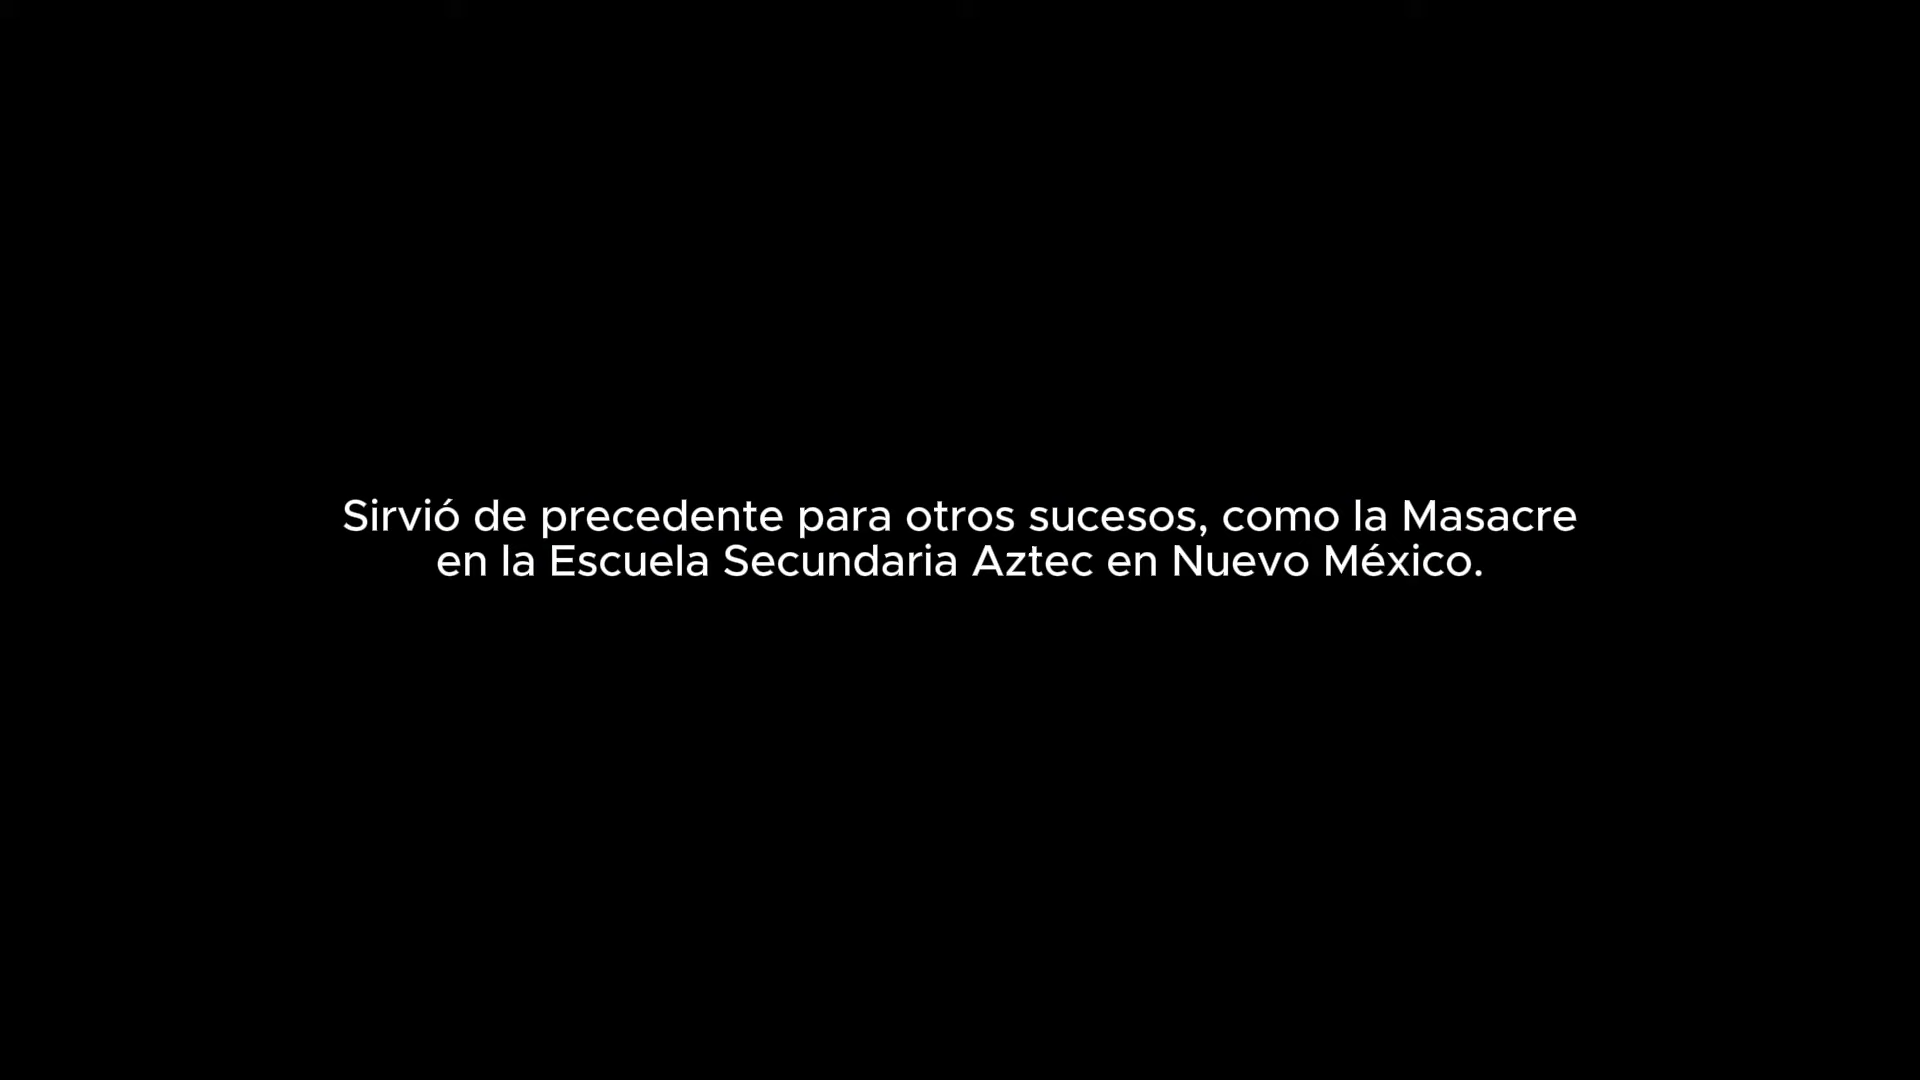 Sirvió de precedente para otros sucesos, como la Masacre
en la Escuela Secundaria Aztec en Nuevo México.